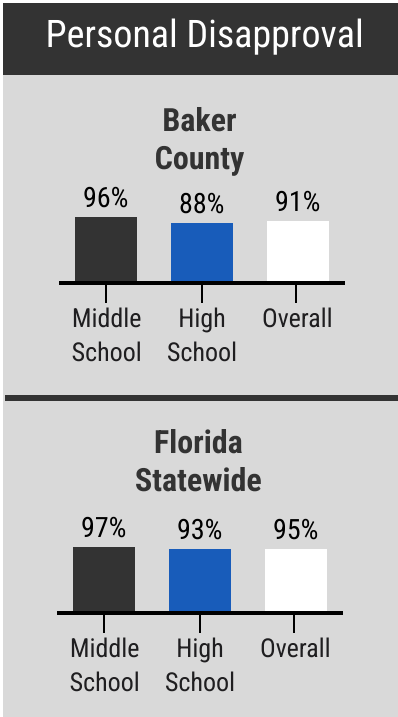 Personal Disapproval
Baker
County
96% 88% 91%
Middle School High School Overall
Florida
Statewide
97% 93% 95%
Middle School High School Overall